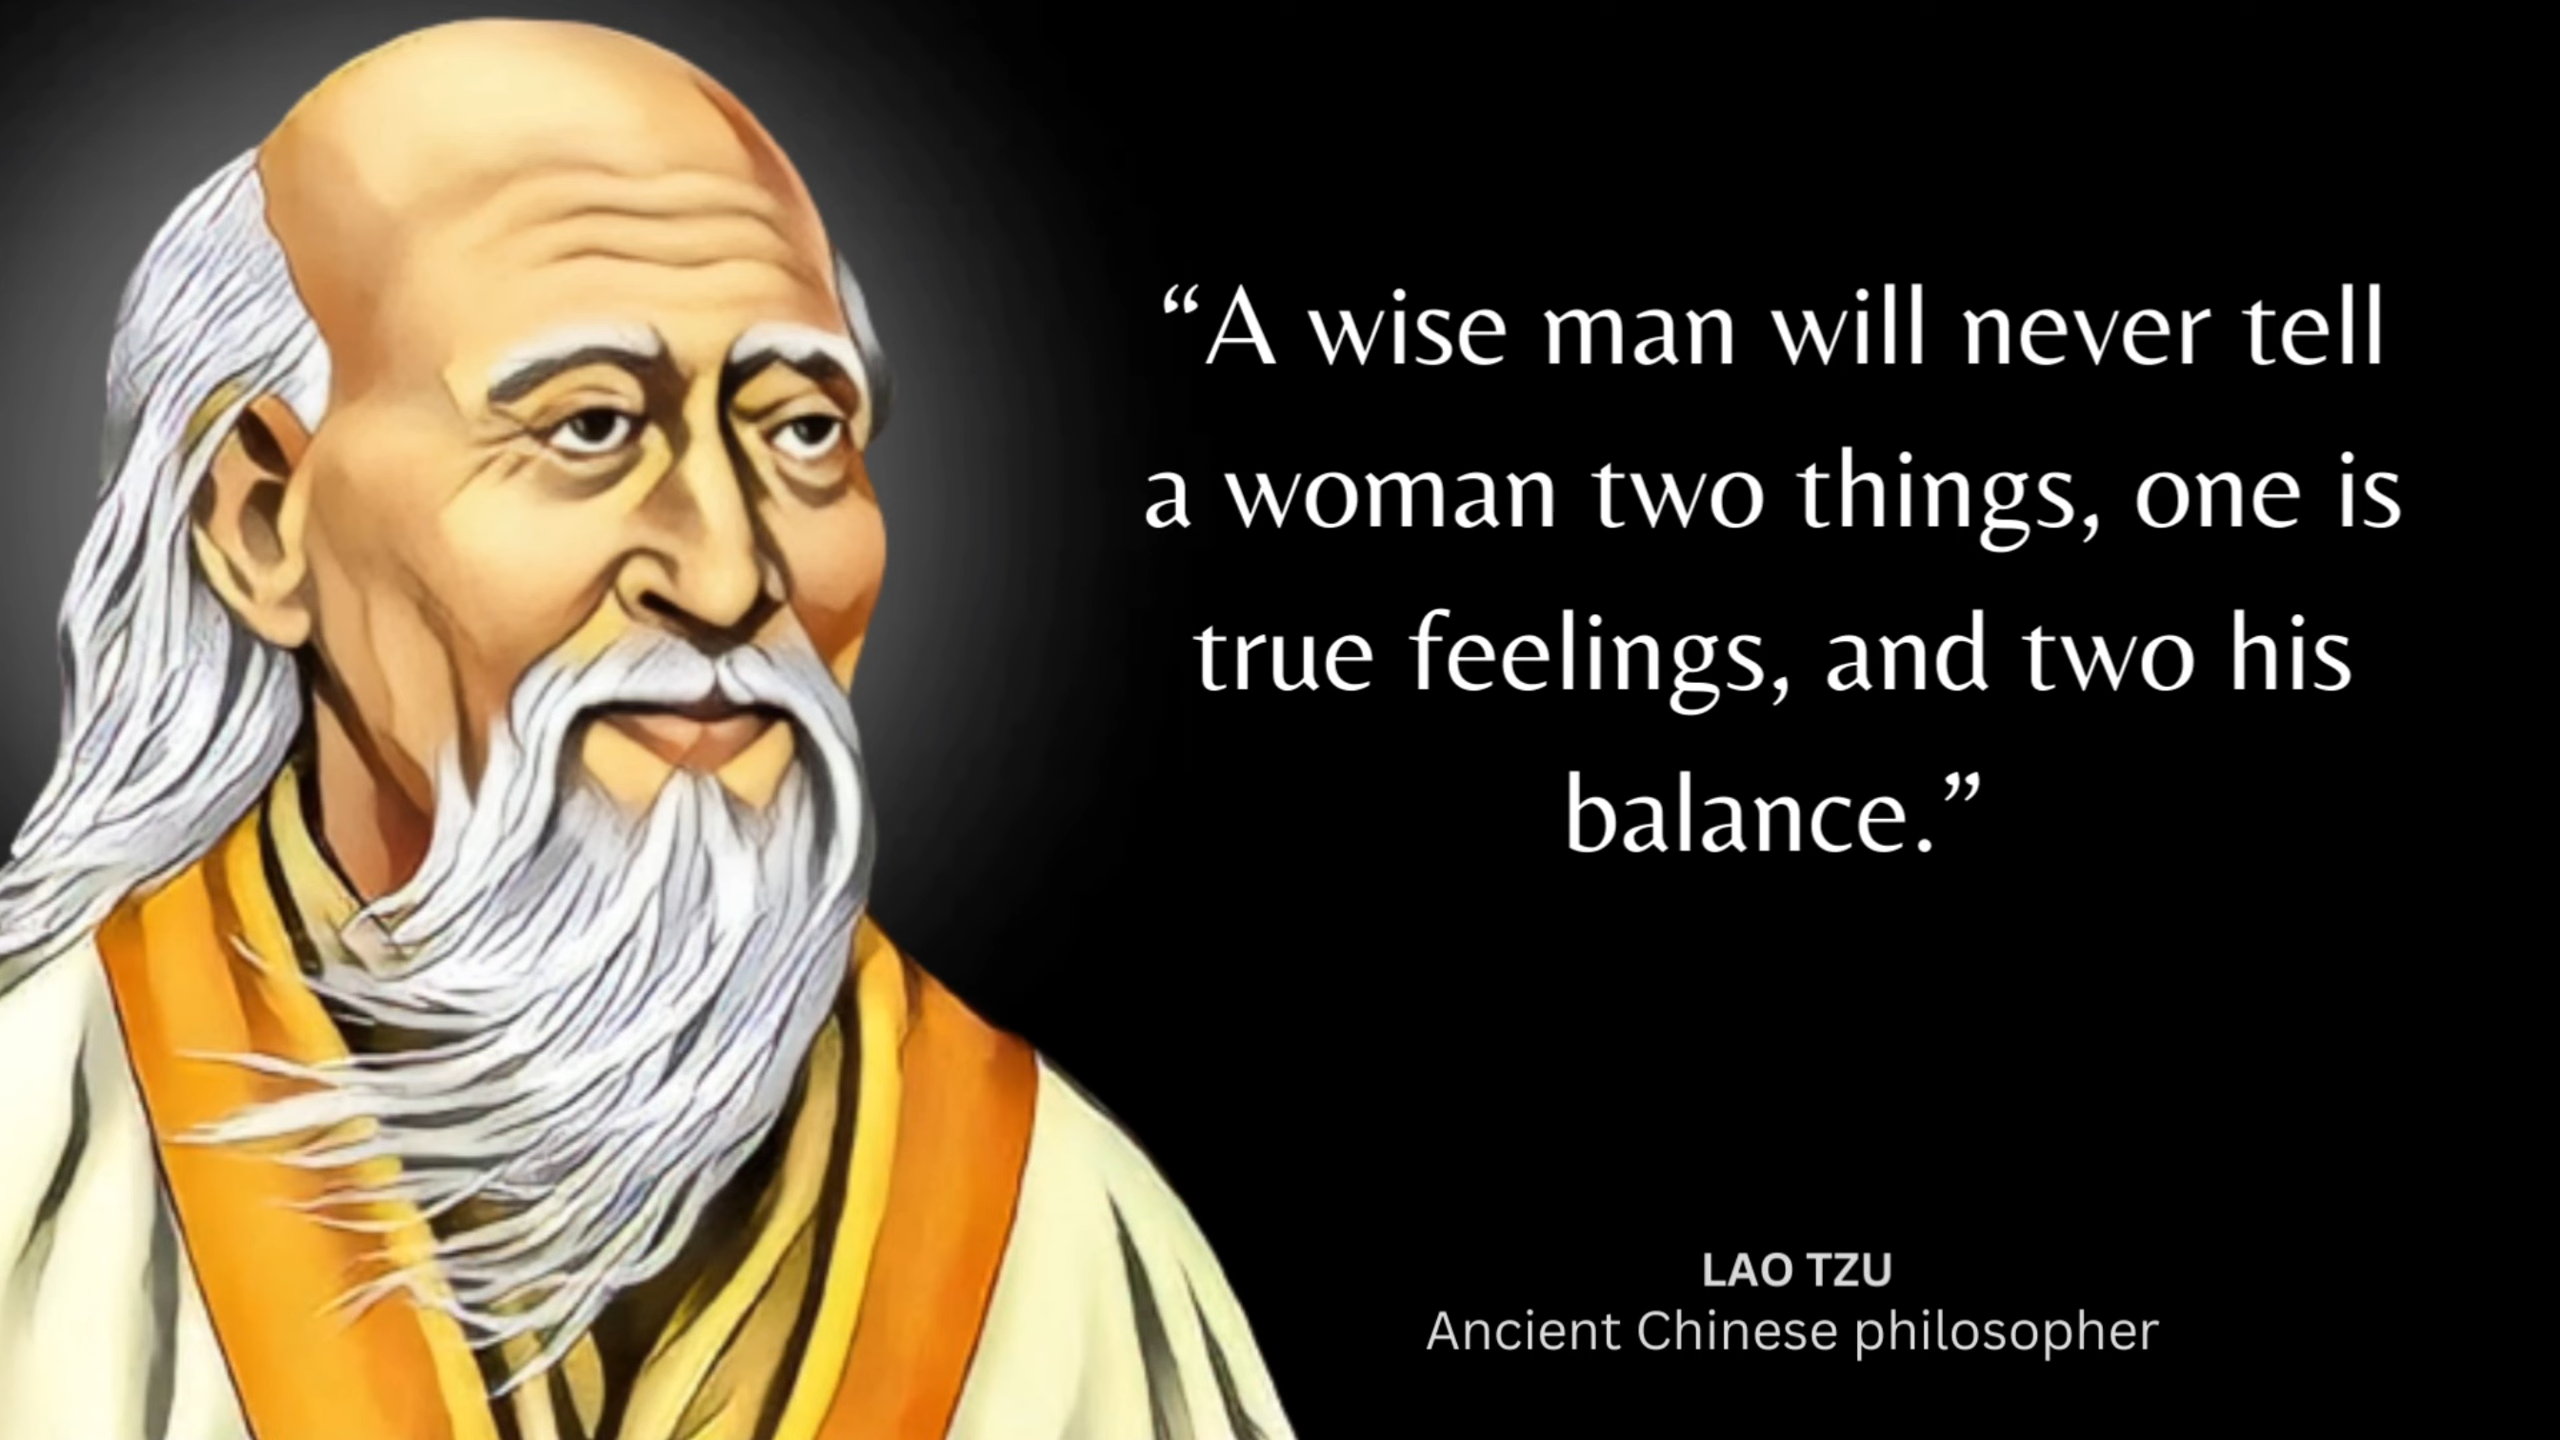 “A wise man will never tell
a woman two things, one is
true feelings, and two his
balance.”
LAO TZU
Ancient Chinese philosopher